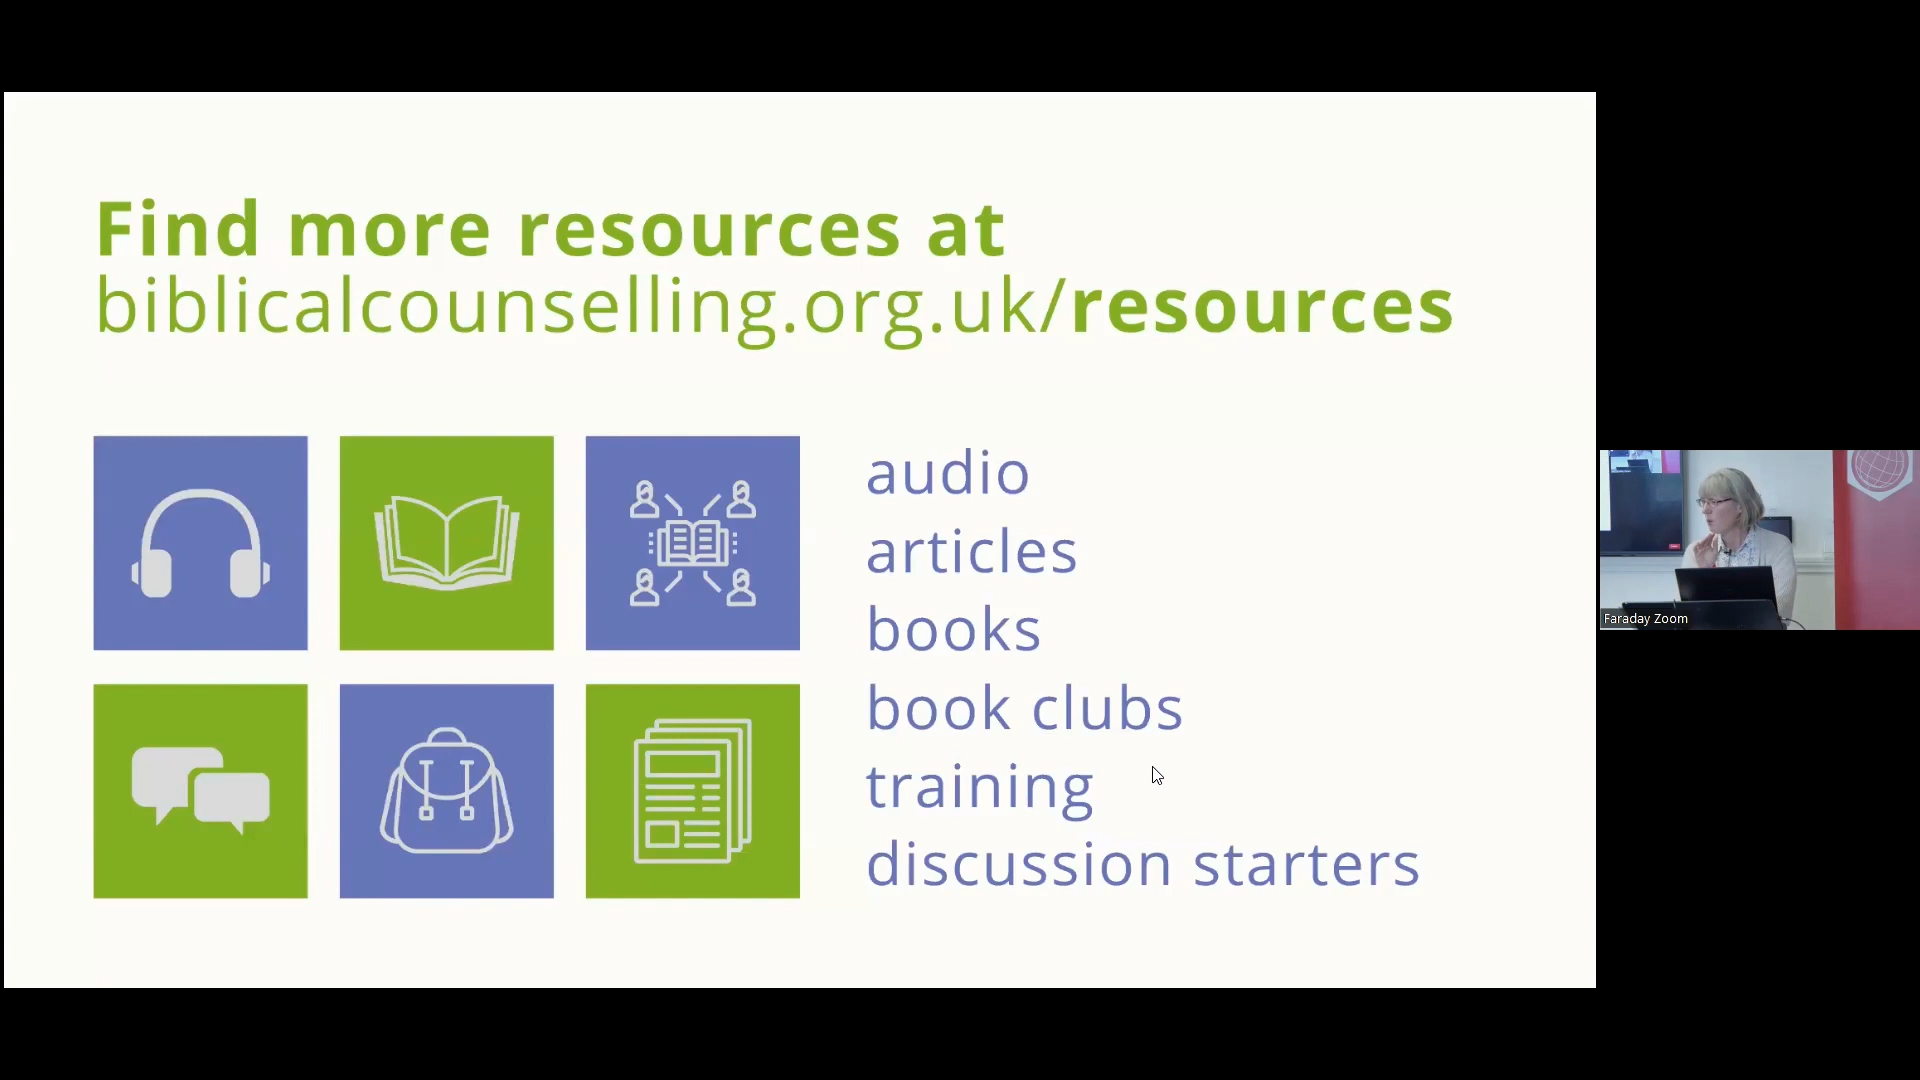 Find more resources at
biblicalcounselling.org.uk/resources
audio
articles
books
book clubs
training
discussion starters
Faraday Zoom